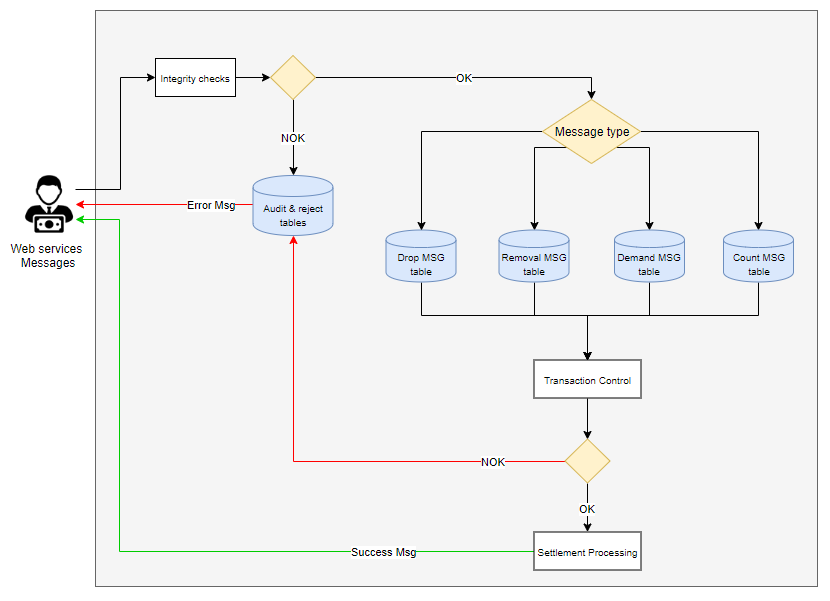 Integrity checks
OK
Message type
NOK
Error Msg
Audit & reject
tables
Web services
Messages
Drop MSG
table
Removal MSG
table
Demand MSG
table
Count MSG
table
Transaction Control
NOK
OK
Success Msg
Settlement Processing